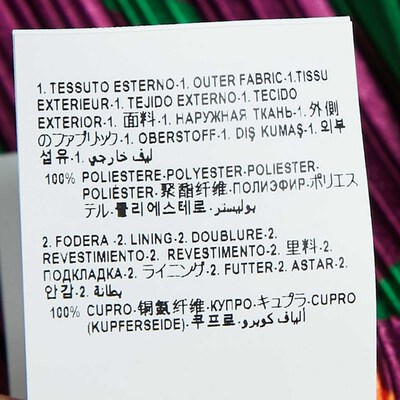 1. TESSUTO ESTERNO-1. OUTER FABRIC-1.TISSU
EXTERIEUR-1. TEJIDO EXTERNO-1. TECIDO
EXTERIOR-1. 面料-1. НАРУЖНАЯ ТКАНЬ-1. 外側
のファブリック-1. OBERSTOFF-1. DIŞ KUMAŞ-1. 외부
섬유-1. ليف خارجي
100% POLIESTERE-POLYESTER-POLIESTER-
POLIÉSTER-聚酯纤维-ПОЛИЭФИР-ポリエス
テル-폴리에스테르-بوليستر
2. FODERA -2. LINING-2. DOUBLURE-2.
REVESTIMENTO-2. REVESTIMENTO-2. 里料-2.
ПОДКЛАДКА-2. ライニング-2. FUTTER-2. ASTAR-2.
안감-2. بطانة
100% CUPRO-铜氨纤维-КУПРО-キュプラ-CUPRO
(KUPFERSEIDE)-쿠프로-ألياف كوبرو